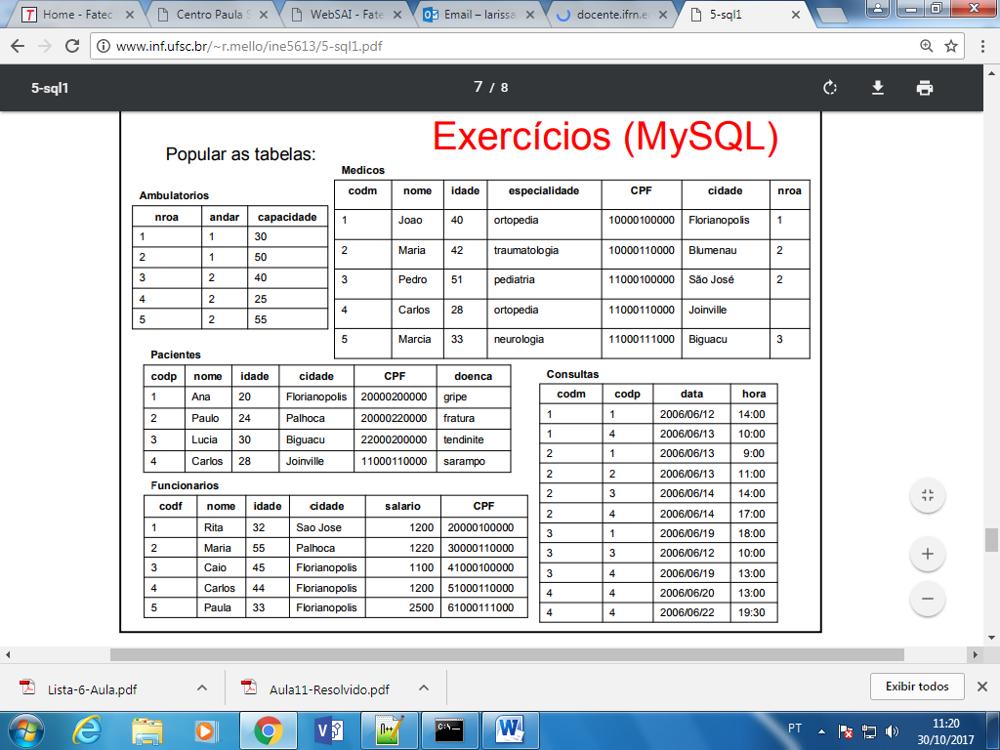 Home - Fatec
Centro Paula S
WebSAI - Fate
Email – larissa
docente.ifrn.e
5-sql1
www.inf.ufsc.br/~r.mello/ine5613/5-sql1.pdf
5-sql1
7 / 8
Exercícios (MySQL)
Popular as tabelas:
Ambulatorios
nroa andar capacidade
1 1 30
2 1 50
3 2 40
4 2 25
5 2 55
Medicos
codm nome idade especialidade CPF cidade nroa
1 Joao 40 ortopedia 10000100000 Florianopolis 1
2 Maria 42 traumatologia 10000110000 Blumenau 2
3 Pedro 51 pediatria 11000100000 São José 2
4 Carlos 28 ortopedia 11000110000 Joinville
5 Marcia 33 neurologia 11000111000 Biguacu 3
Pacientes
codp nome idade cidade CPF doenca
1 Ana 20 Florianopolis 20000200000 gripe
2 Paulo 24 Palhoca 20000220000 fratura
3 Lucia 30 Biguacu 22000200000 tendinite
4 Carlos 28 Joinville 11000110000 sarampo
Consultas
codm codp data hora
1 1 2006/06/12 14:00
1 4 2006/06/13 10:00
2 1 2006/06/13 9:00
2 2 2006/06/13 11:00
2 3 2006/06/14 14:00
2 4 2006/06/14 17:00
3 1 2006/06/19 18:00
3 3 2006/06/12 10:00
3 4 2006/06/19 13:00
4 4 2006/06/20 13:00
4 4 2006/06/22 19:30
Funcionarios
codf nome idade cidade salario CPF
1 Rita 32 Sao Jose 1200 20000100000
2 Maria 55 Palhoca 1220 30000110000
3 Caio 45 Florianopolis 1100 41000100000
4 Carlos 44 Florianopolis 1200 51000110000
5 Paula 33 Florianopolis 2500 61000111000
Lista-6-Aula.pdf
Aula11-Resolvido.pdf
Exibir todos
PT
11:20
30/10/2017